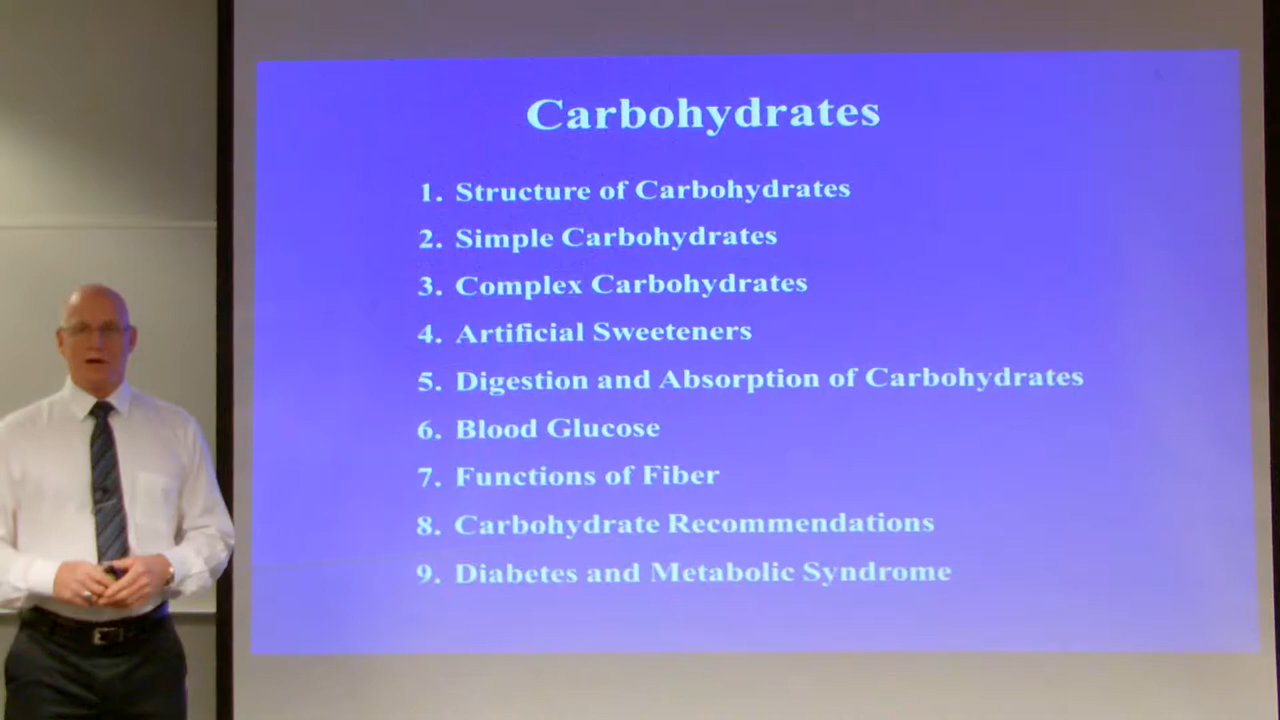 Carbohydrates
1. Structure of Carbohydrates
2. Simple Carbohydrates
3. Complex Carbohydrates
4. Artificial Sweeteners
5. Digestion and Absorption of Carbohydrates
6. Blood Glucose
7. Functions of Fiber
8. Carbohydrate Recommendations
9. Diabetes and Metabolic Syndrome